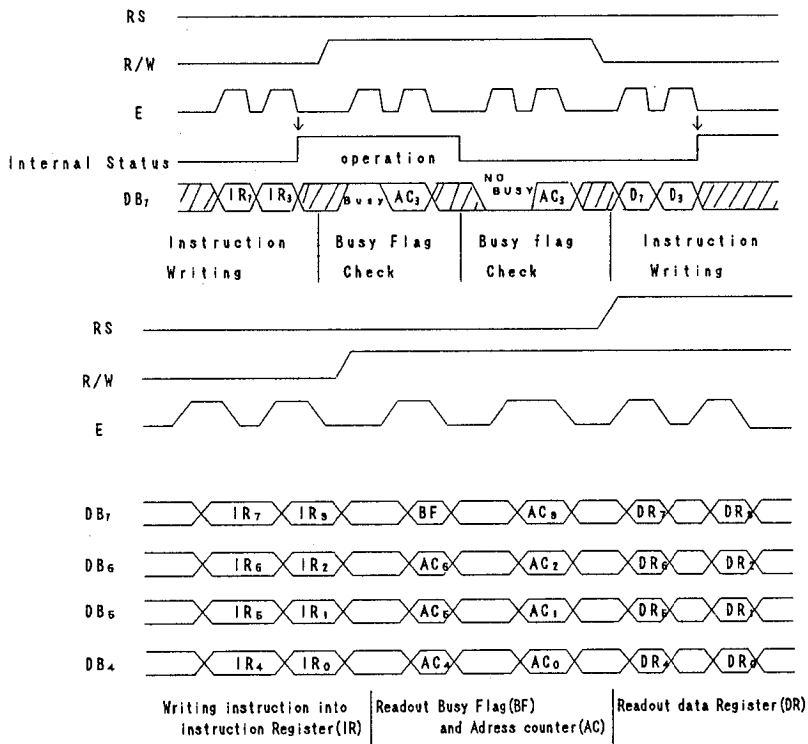 RS
R/W
E
Internal Status operation
DB₇ IR₇ IR₃ Busy AC₃ NO BUSY AC₃ D₇ D₃
Instruction Writing Busy Flag Check Busy flag Check Instruction Writing
RS
R/W
E
DB₇ IR₇ IR₃ BF AC₃ DR₇ DR₃
DB₆ IR₆ IR₂ AC₆ AC₂ DR₆ DR₂
DB₅ IR₅ IR₁ AC₅ AC₁ DR₅ DR₁
DB₄ IR₄ IR₀ AC₄ AC₀ DR₄ DR₀
Writing instruction into instruction Register(IR) Readout Busy Flag(BF) and Adress counter(AC) Readout data Register(DR)